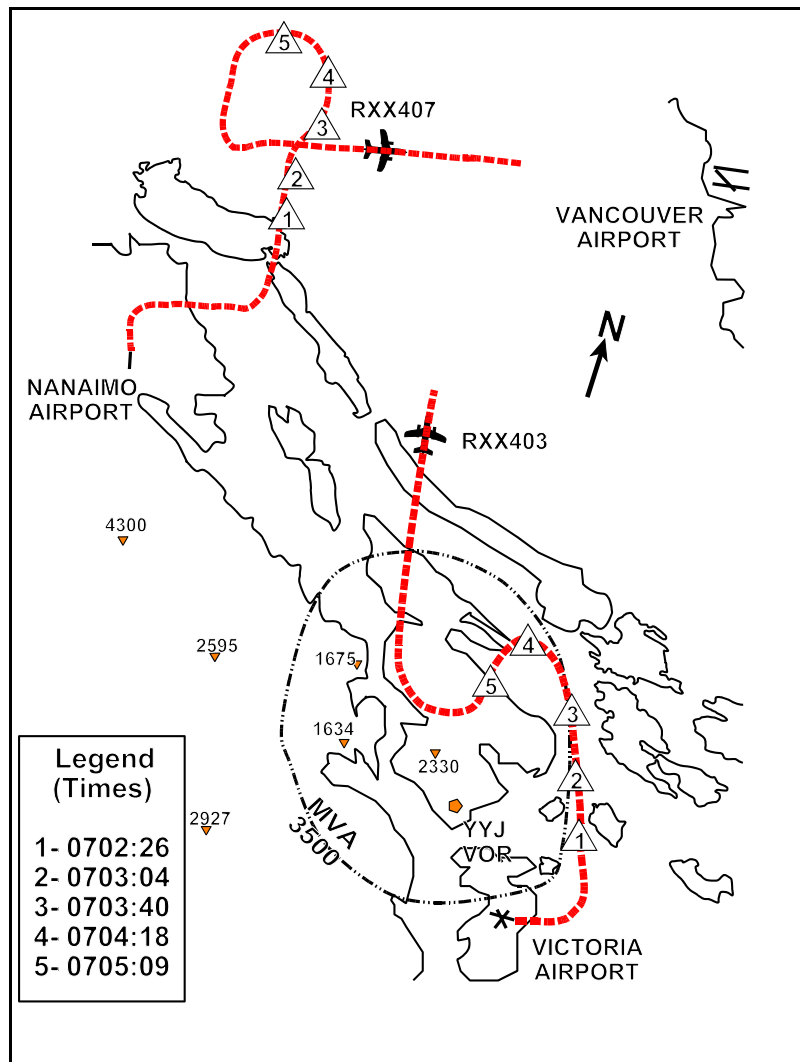 5
4
RXX407
3
2
1
VANCOUVER
AIRPORT
N
NANAIMO
AIRPORT
RXX403
4300
2595
1675
4
5
3
1634
2330
2
2927
MVA
3500
YYJ
VOR
1
VICTORIA
AIRPORT
Legend
(Times)
1- 0702:26
2- 0703:04
3- 0703:40
4- 0704:18
5- 0705:09